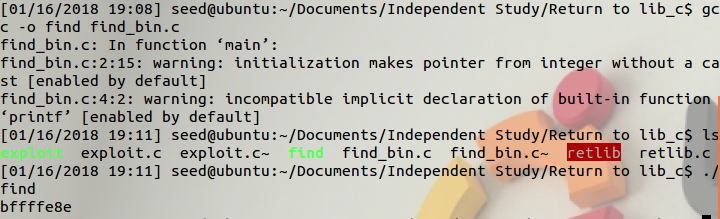 [01/16/2018 19:08] seed@ubuntu:~/Documents/Independent Study/Return to lib_c$ gc
c -o find find_bin.c
find_bin.c: In function ‘main’:
find_bin.c:2:15: warning: initialization makes pointer from integer without a ca
st [enabled by default]
find_bin.c:4:2: warning: incompatible implicit declaration of built-in function
‘printf’ [enabled by default]
[01/16/2018 19:11] seed@ubuntu:~/Documents/Independent Study/Return to lib_c$ ls
exploit exploit.c exploit.c~ find find_bin.c find_bin.c~ retlib retlib.c
[01/16/2018 19:11] seed@ubuntu:~/Documents/Independent Study/Return to lib_c$ ./
find
bffffe8e